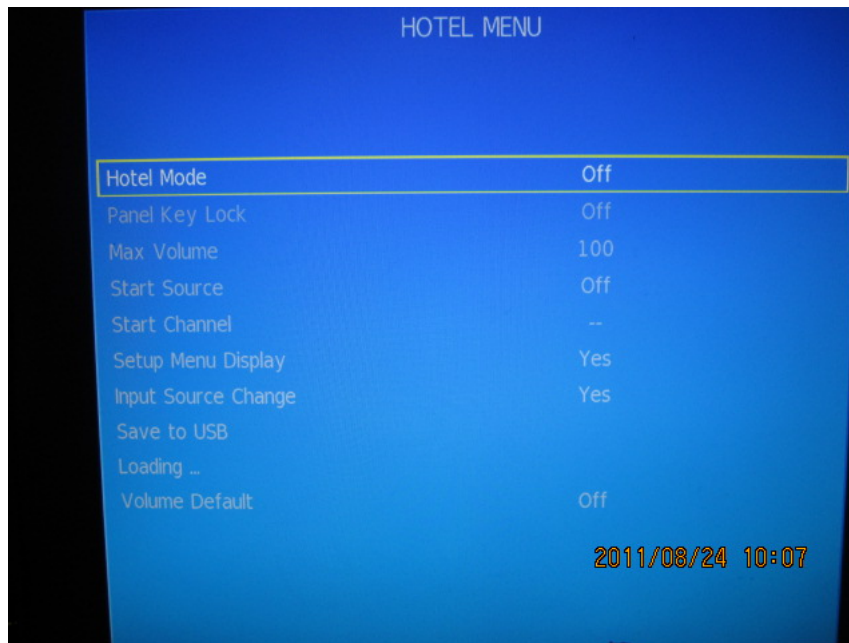 HOTEL MENU
Hotel Mode Off
Panel Key Lock Off
Max Volume 100
Start Source Off
Start Channel --
Setup Menu Display Yes
Input Source Change Yes
Save to USB
Loading ...
Volume Default Off
2011/08/24 10:07